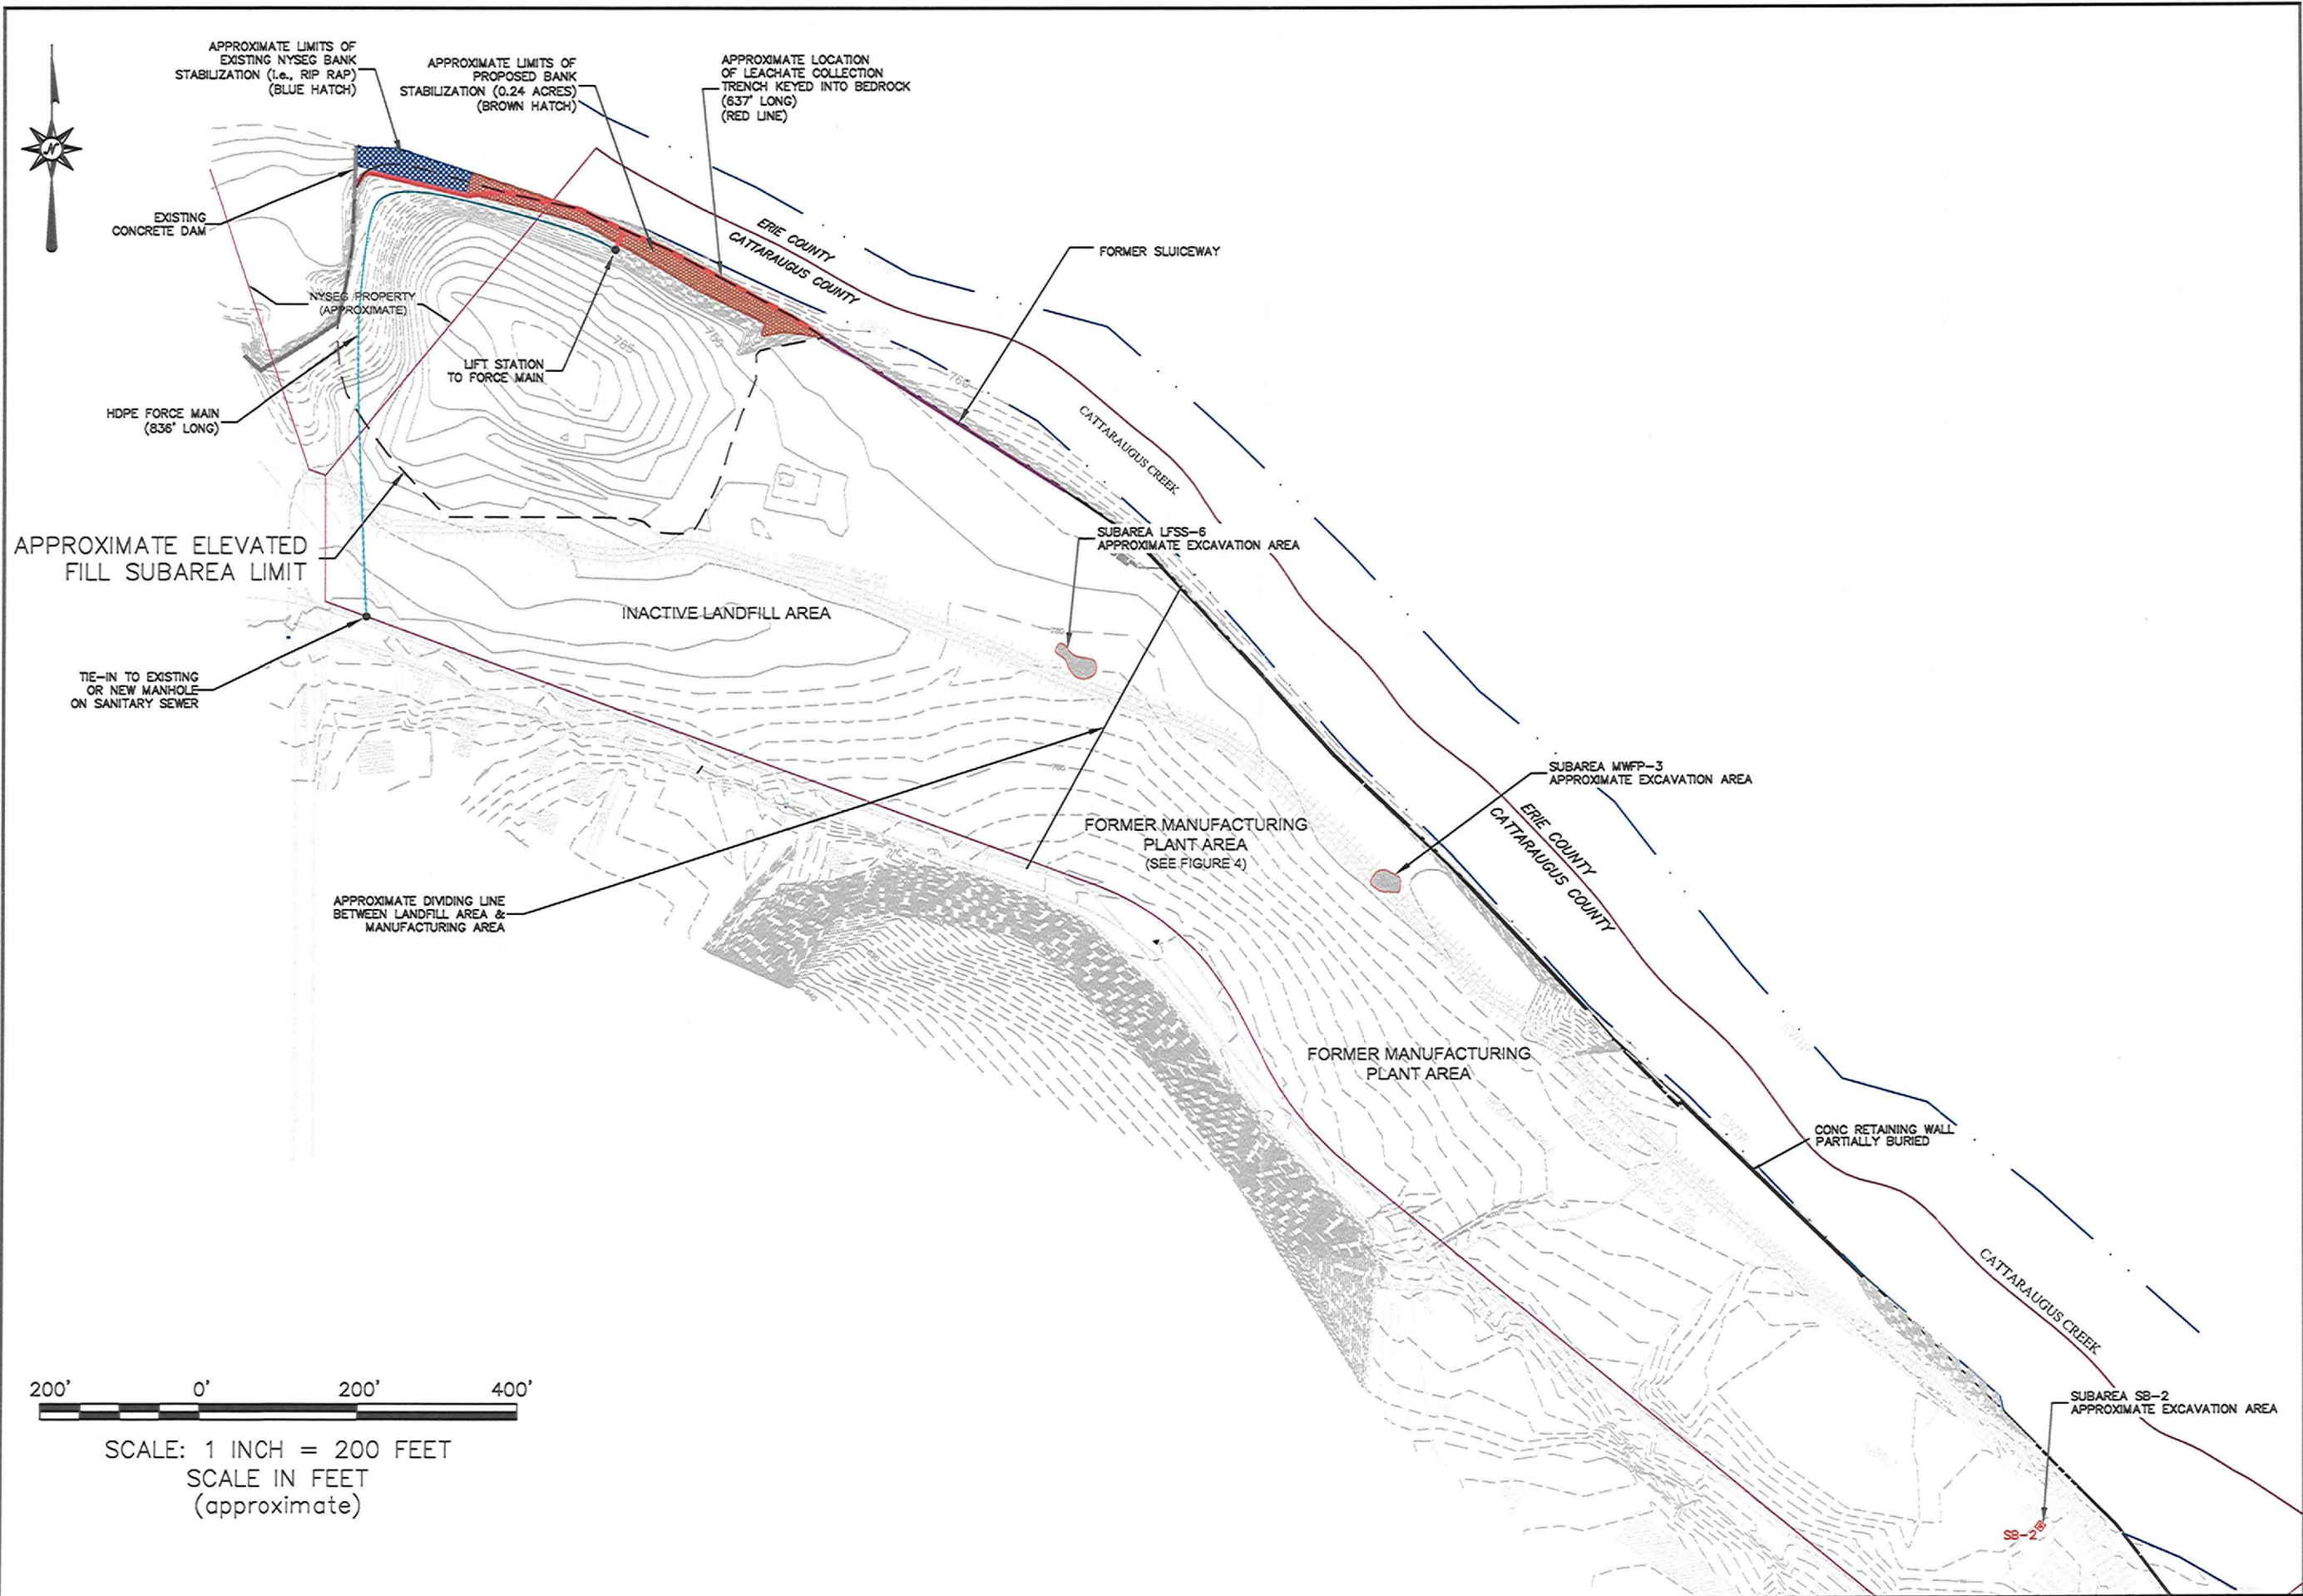 APPROXIMATE LIMITS OF
EXISTING NYSEG BANK
STABILIZATION (i.e., RIP RAP)
(BLUE HATCH)
APPROXIMATE LIMITS OF
PROPOSED BANK
STABILIZATION (0.24 ACRES)
(BROWN HATCH)
APPROXIMATE LOCATION
OF LEACHATE COLLECTION
TRENCH KEYED INTO BEDROCK
(637' LONG)
(RED LINE)
N
EXISTING
CONCRETE DAM
ERIE COUNTY
CATTARAUGUS COUNTY
FORMER SLUICEWAY
NYSEG PROPERTY
(APPROXIMATE)
785
785
LIFT STATION
TO FORCE MAIN
760
HDPE FORCE MAIN
(836' LONG)
CATTARAUGUS CREEK
APPROXIMATE ELEVATED
FILL SUBAREA LIMIT
SUBAREA LFSS-6
APPROXIMATE EXCAVATION AREA
INACTIVE LANDFILL AREA
760
TIE-IN TO EXISTING
OR NEW MANHOLE
ON SANITARY SEWER
780
SUBAREA MWFP-3
APPROXIMATE EXCAVATION AREA
FORMER MANUFACTURING
PLANT AREA
(SEE FIGURE 4)
ERIE COUNTY
CATTARAUGUS COUNTY
APPROXIMATE DIVIDING LINE
BETWEEN LANDFILL AREA &
MANUFACTURING AREA
FORMER MANUFACTURING
PLANT AREA
CONC RETAINING WALL
PARTIALLY BURIED
CATTARAUGUS CREEK
200' 0' 200' 400'
SCALE: 1 INCH = 200 FEET
SCALE IN FEET
(approximate)
SUBAREA SB-2
APPROXIMATE EXCAVATION AREA
SB-2